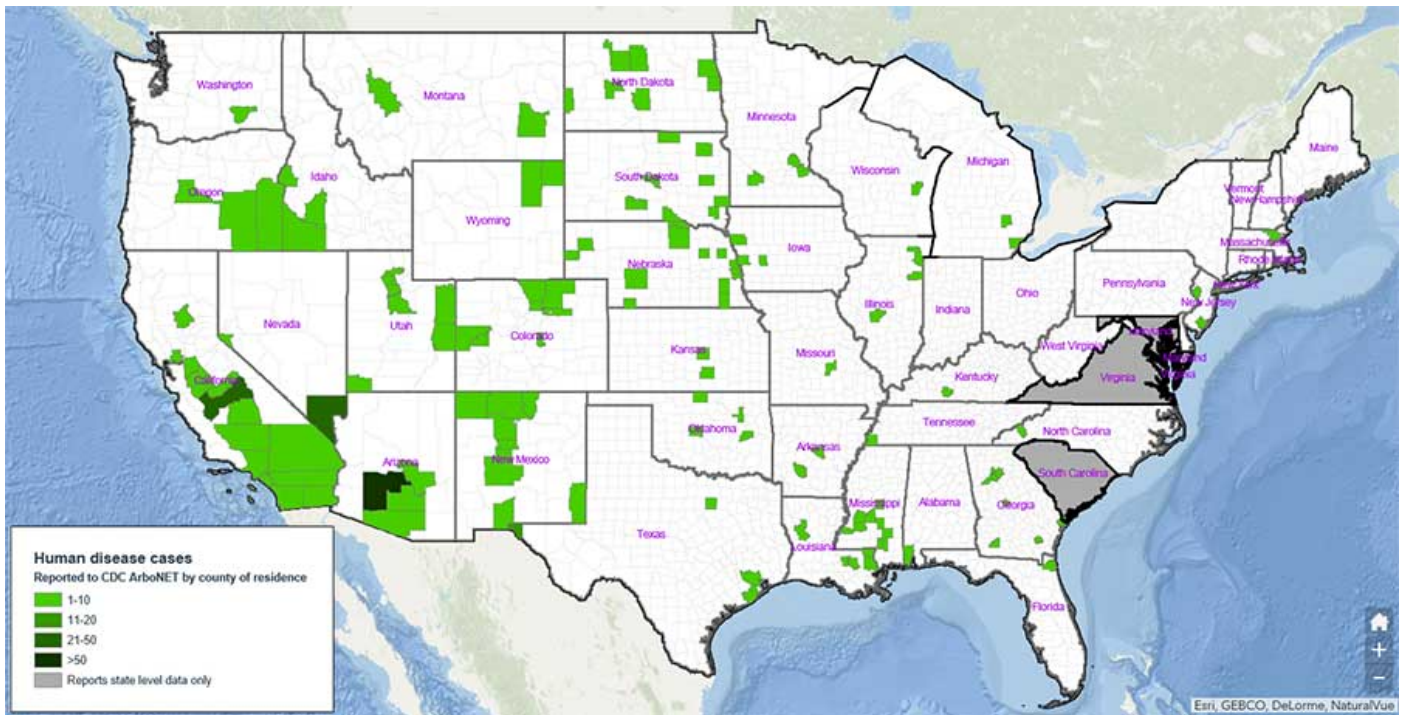 Washington
Montana
North Dakota
Minnesota
Maine
Oregon
Idaho
Wyoming
South Dakota
Wisconsin
Michigan
Vermont
New Hampshire
Massachusetts
Rhode Island
Nevada
Utah
Colorado
Nebraska
Iowa
Illinois
Indiana
Ohio
Pennsylvania
New Jersey
California
Kansas
Missouri
Kentucky
West Virginia
Virginia
Maryland
Arizona
New Mexico
Oklahoma
Arkansas
Tennessee
North Carolina
South Carolina
Texas
Louisiana
Mississippi
Alabama
Georgia
Florida
Human disease cases
Reported to CDC ArboNET by county of residence
1-10
11-20
21-50
>50
Reports state level data only
+
−
Esri, GEBCO, DeLorme, NaturalVue